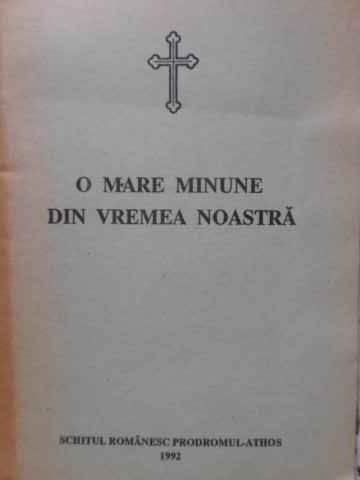 O MARE MINUNE
DIN VREMEA NOASTRĂ
SCHITUL ROMÂNESC PRODROMUL-ATHOS
1992